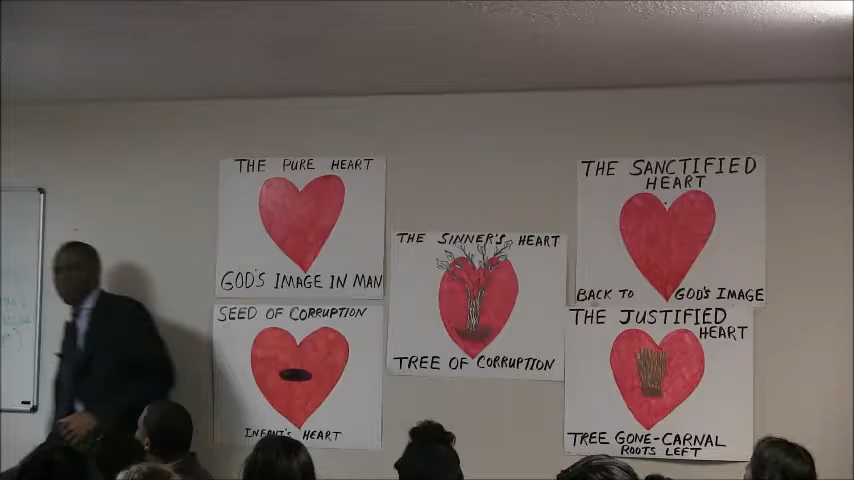 THE PURE HEART
GOD'S IMAGE IN MAN
SEED OF CORRUPTION
INFANT'S HEART
THE SINNER'S HEART
TREE OF CORRUPTION
THE SANCTIFIED
HEART
BACK TO GOD'S IMAGE
THE JUSTIFIED
HEART
TREE GONE-CARNAL
ROOTS LEFT